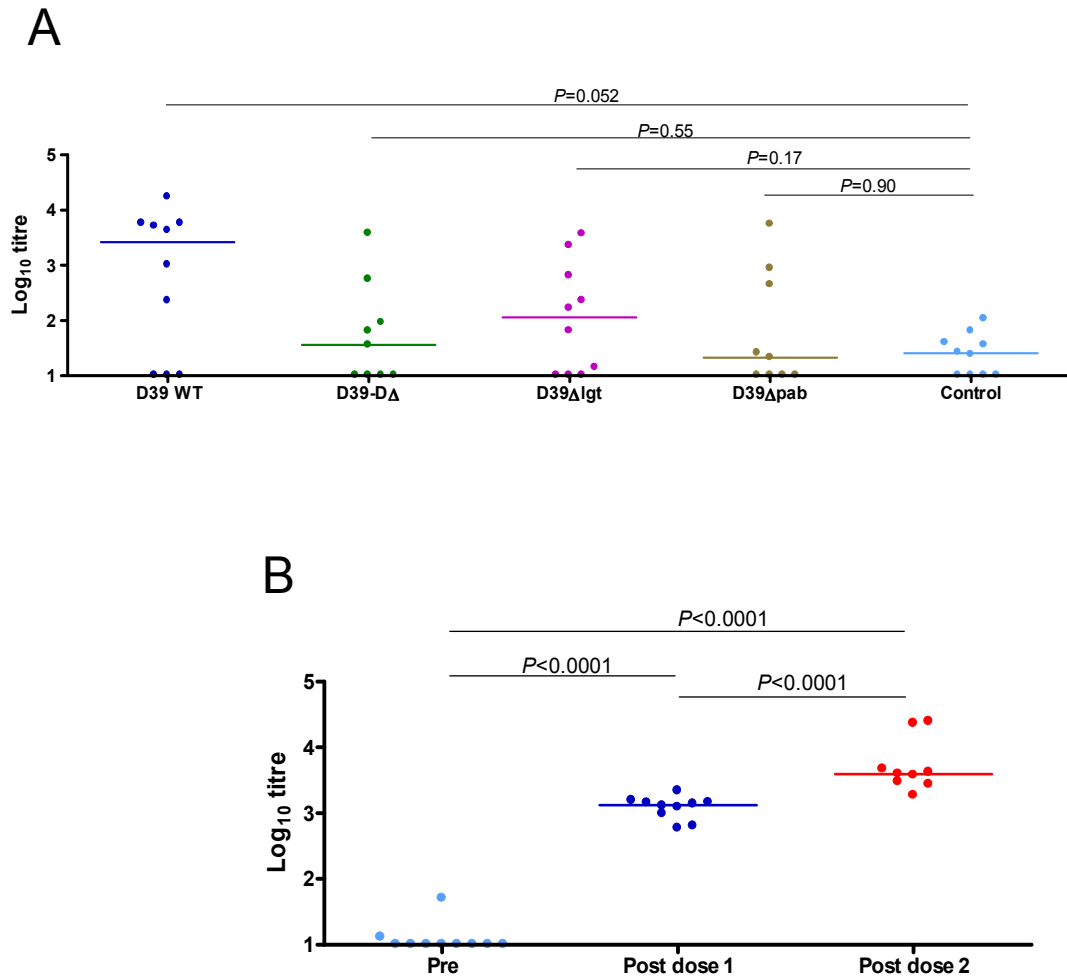 A
P=0.052
P=0.55
P=0.17
P=0.90
Log10 titre
5
4
3
2
1
D39 WT
D39-DΔ
D39Δlgt
D39Δpab
Control
B
P<0.0001
P<0.0001
P<0.0001
Log10 titre
5
4
3
2
1
Pre
Post dose 1
Post dose 2